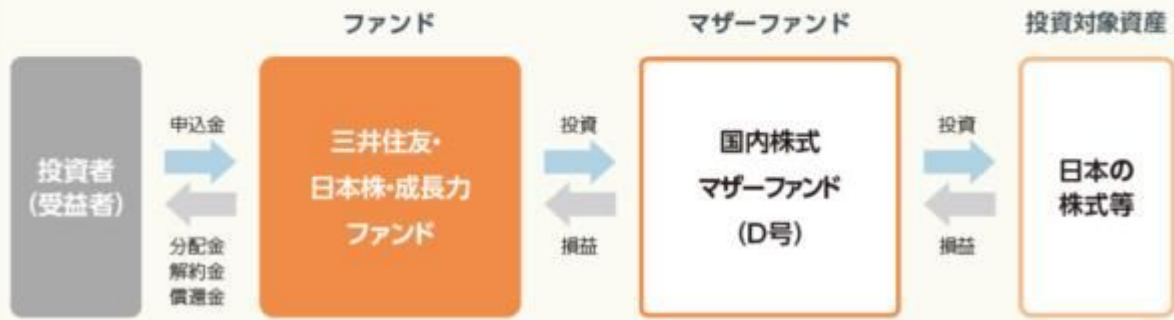 ファンド
マザーファンド
投資対象資産
投資者
(受益者)
申込金
分配金
解約金
償還金
三井住友・
日本株・成長力
ファンド
投資
損益
国内株式
マザーファンド
(D号)
投資
損益
日本の
株式等